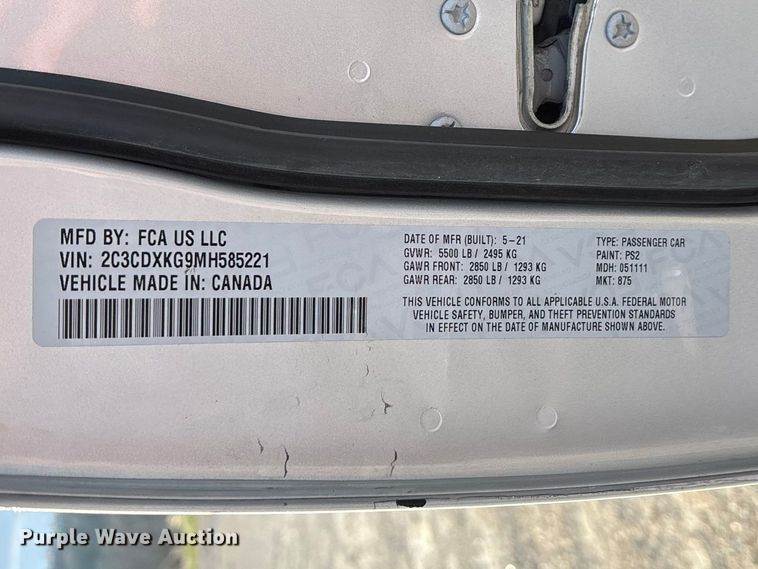 MFD BY: FCA US LLC
VIN: 2C3CDXKG9MH585221
VEHICLE MADE IN: CANADA
DATE OF MFR (BUILT): 5-21
GVWR: 5500 LB / 2495 KG
GAWR FRONT: 2850 LB / 1293 KG
GAWR REAR: 2850 LB / 1293 KG
TYPE: PASSENGER CAR
PAINT: PS2
MDH: 051111
MKT: 875
THIS VEHICLE CONFORMS TO ALL APPLICABLE U.S.A. FEDERAL MOTOR
VEHICLE SAFETY, BUMPER, AND THEFT PREVENTION STANDARDS
IN EFFECT ON THE DATE OF MANUFACTURE SHOWN ABOVE.
Purple Wave Auction